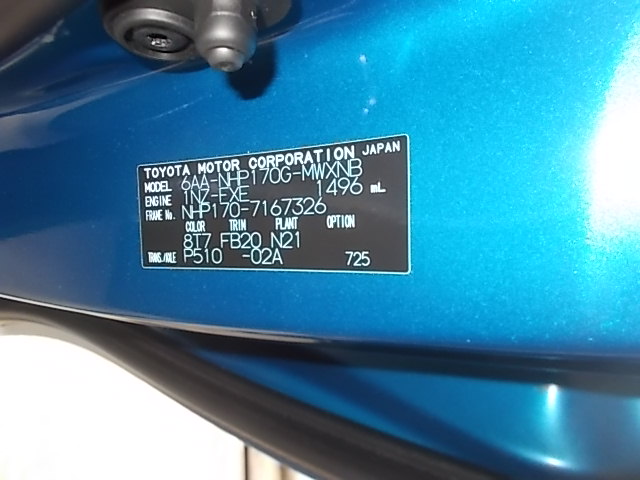 TOYOTA MOTOR CORPORATION JAPAN
MODEL 6AA-NHP170G-MWXNB
ENGINE 1NZ-EXE 1496 mL
FRAME No. NHP170-7167326
COLOR TRIM PLANT OPTION
8T7 FB20 N21
TRANS./AXLE P510 -02A 725